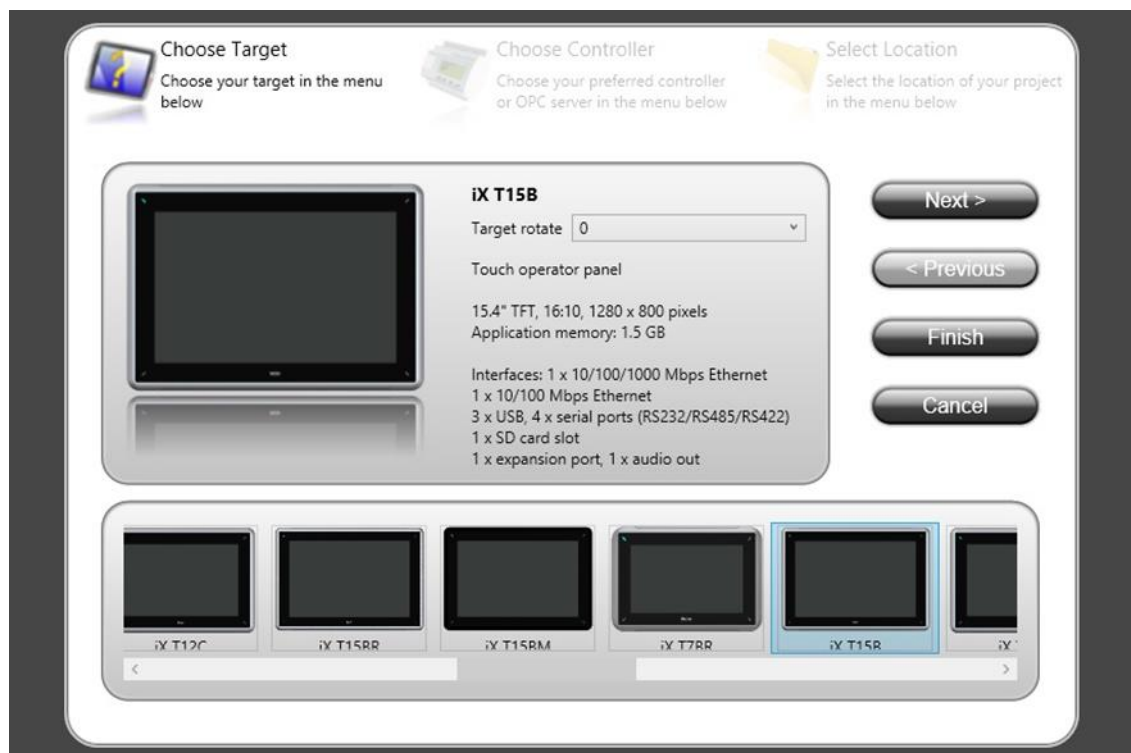 Choose Target
Choose your target in the menu
below
Choose Controller
Choose your preferred controller
or OPC server in the menu below
Select Location
Select the location of your project
in the menu below
iX T15B
Target rotate 0
Touch operator panel
15.4" TFT, 16:10, 1280 x 800 pixels
Application memory: 1.5 GB
Interfaces: 1 x 10/100/1000 Mbps Ethernet
1 x 10/100 Mbps Ethernet
3 x USB, 4 x serial ports (RS232/RS485/RS422)
1 x SD card slot
1 x expansion port, 1 x audio out
Next >
< Previous
Finish
Cancel
iX T12C
iX T15BR
iX T15BM
iX T7BR
iX T15B
iX